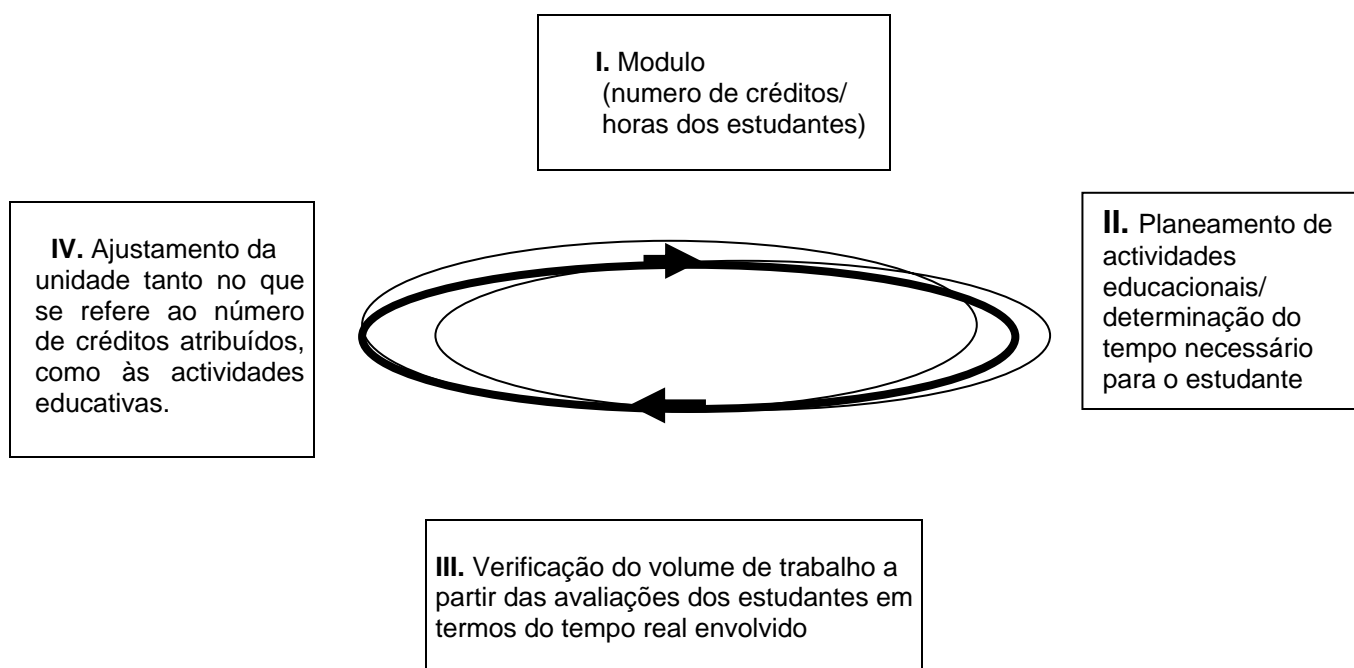 I. Modulo
(numero de créditos/
horas dos estudantes)
II. Planeamento de
actividades
educacionais/
determinação do
tempo necessário
para o estudante
III. Verificação do volume de trabalho a
partir das avaliações dos estudantes em
termos do tempo real envolvido
IV. Ajustamento da
unidade tanto no que
se refere ao número
de créditos atribuídos,
como às actividades
educativas.